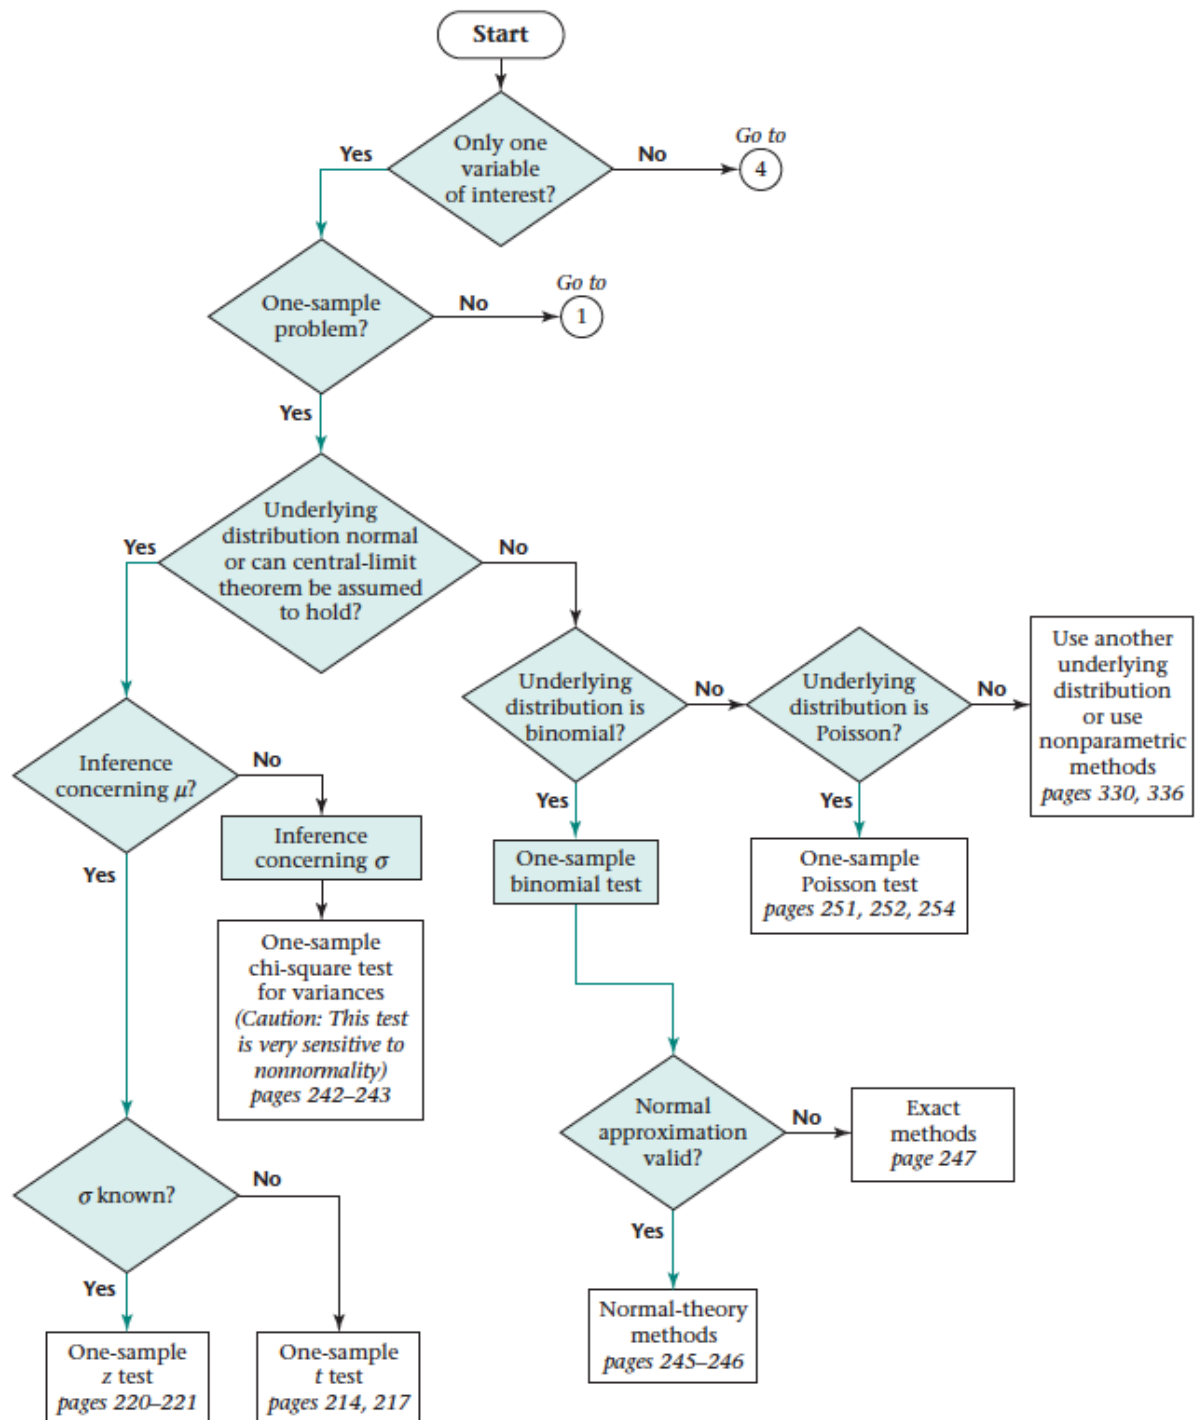 Start
Only one
variable
of interest?
Yes
No
Go to
4
One-sample
problem?
No
Go to
1
Yes
Underlying
distribution normal
or can central-limit
theorem be assumed
to hold?
Yes
No
Underlying
distribution is
binomial?
No
Underlying
distribution is
Poisson?
No
Use another
underlying
distribution
or use
nonparametric
methods
pages 330, 336
Inference
concerning μ?
No
Inference
concerning σ
One-sample
chi-square test
for variances
(Caution: This test
is very sensitive to
nonnormality)
pages 242–243
Yes
Yes
One-sample
binomial test
Yes
One-sample
Poisson test
pages 251, 252, 254
Normal
approximation
valid?
No
Exact
methods
page 247
Yes
Normal-theory
methods
pages 245–246
σ known?
No
Yes
One-sample
z test
pages 220–221
One-sample
t test
pages 214, 217